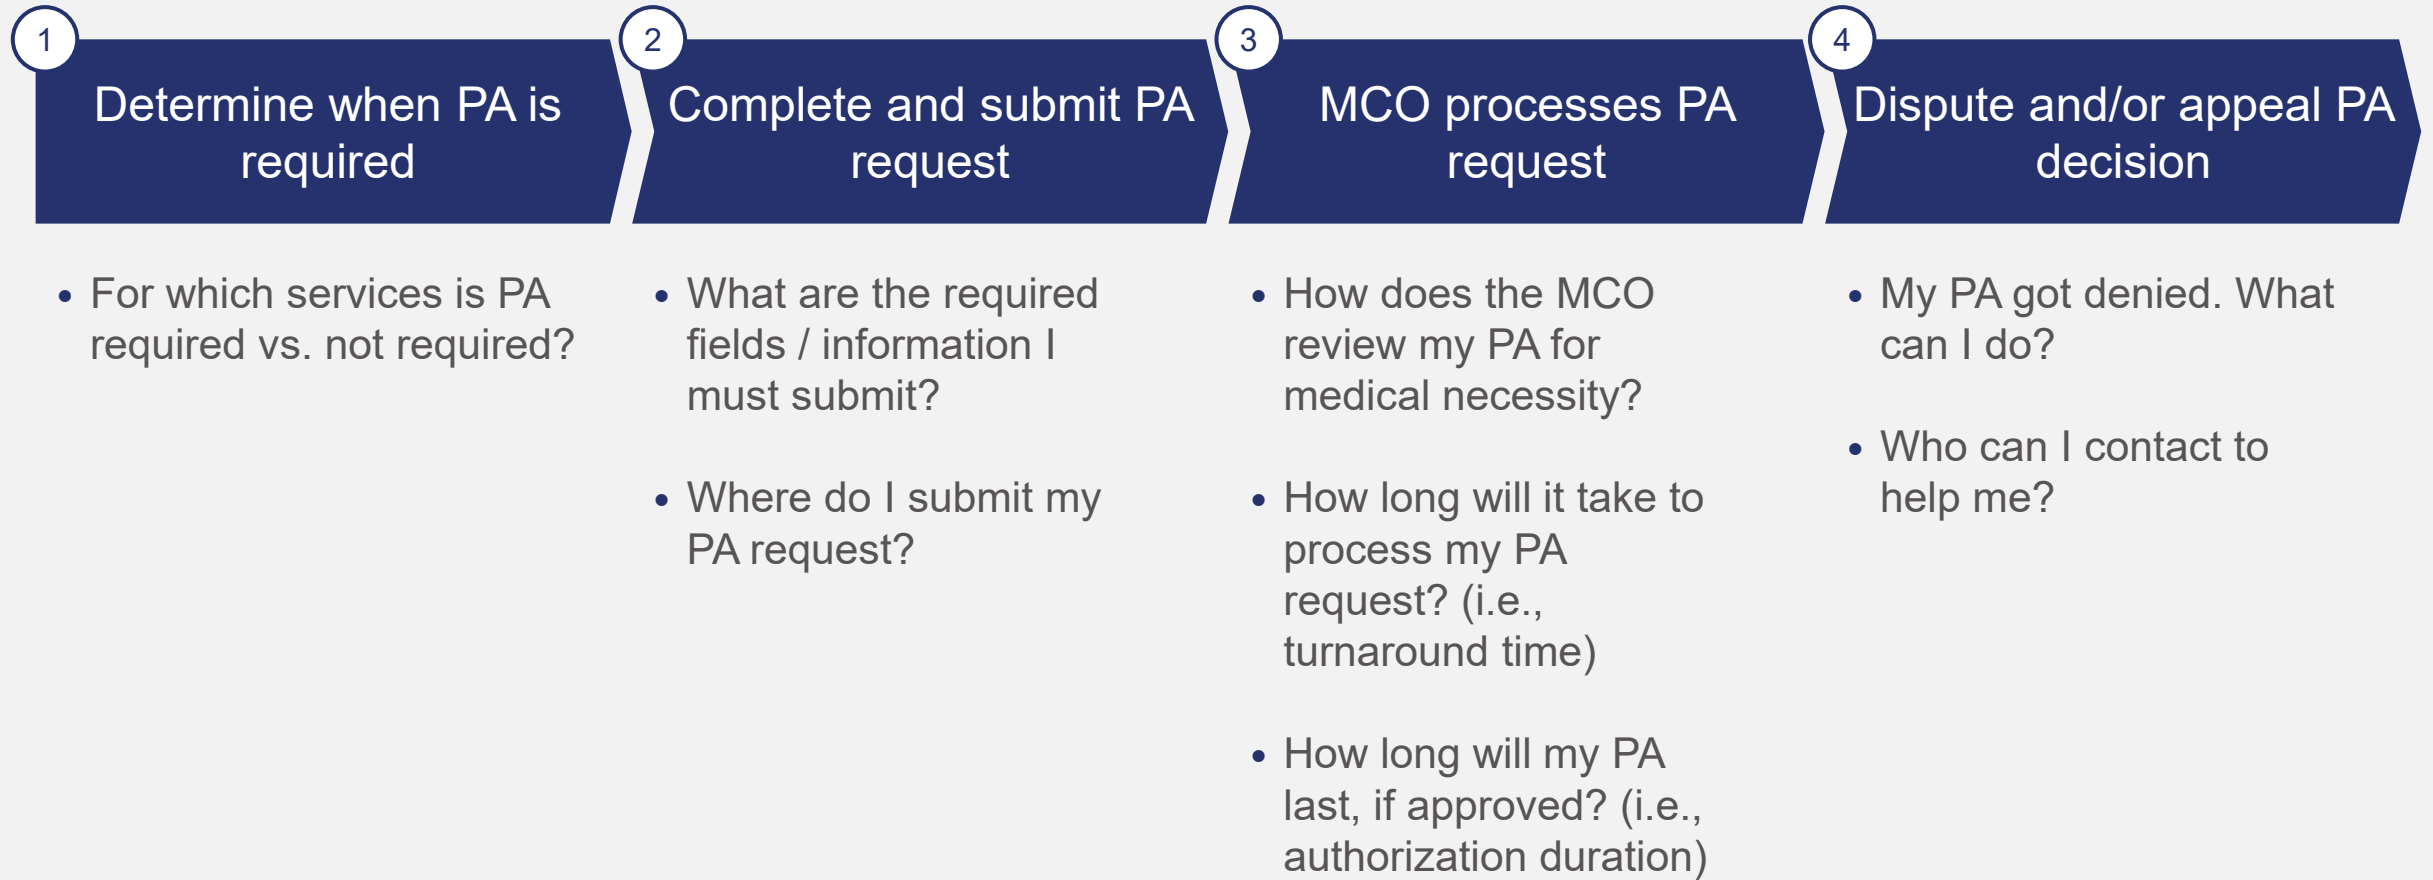 1
Determine when PA is
required
• For which services is PA
required vs. not required?
2
Complete and submit PA
request
• What are the required
fields / information I
must submit?
• Where do I submit my
PA request?
3
MCO processes PA
request
• How does the MCO
review my PA for
medical necessity?
• How long will it take to
process my PA
request? (i.e.,
turnaround time)
• How long will my PA
last, if approved? (i.e.,
authorization duration)
4
Dispute and/or appeal PA
decision
• My PA got denied. What
can I do?
• Who can I contact to
help me?